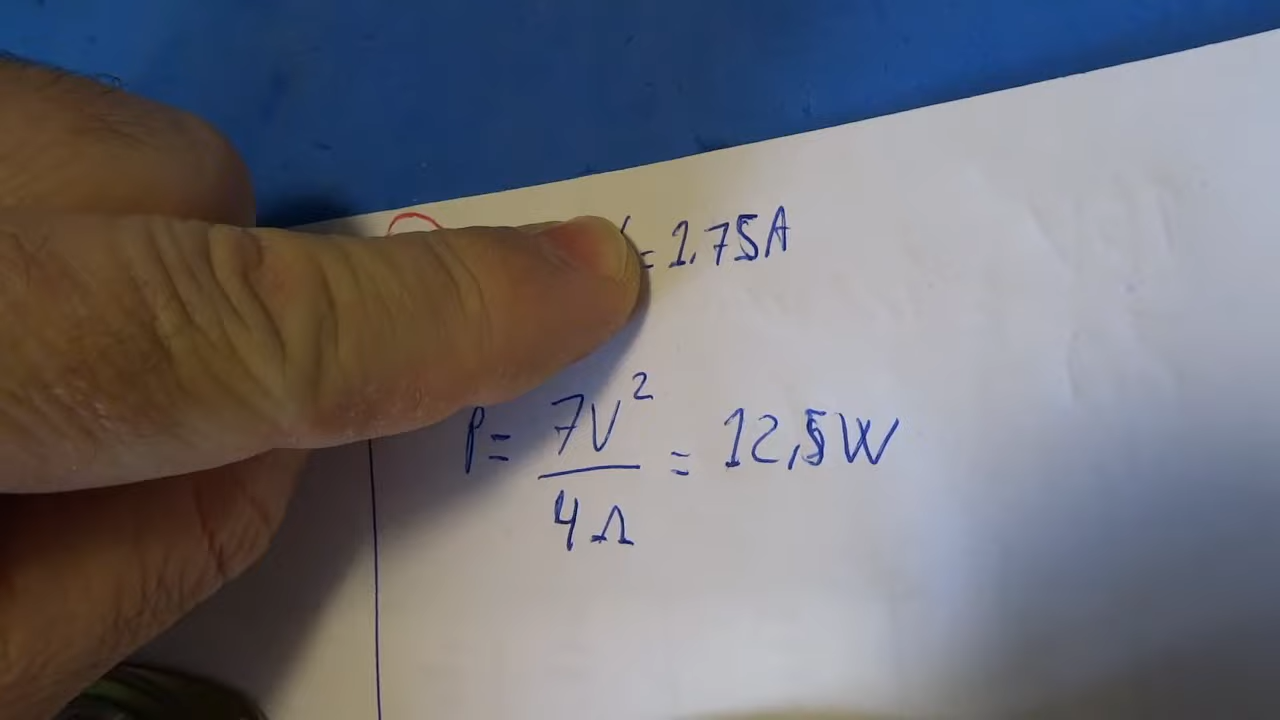 = 1,75A
P = 7V² / 4Ω = 12,5W